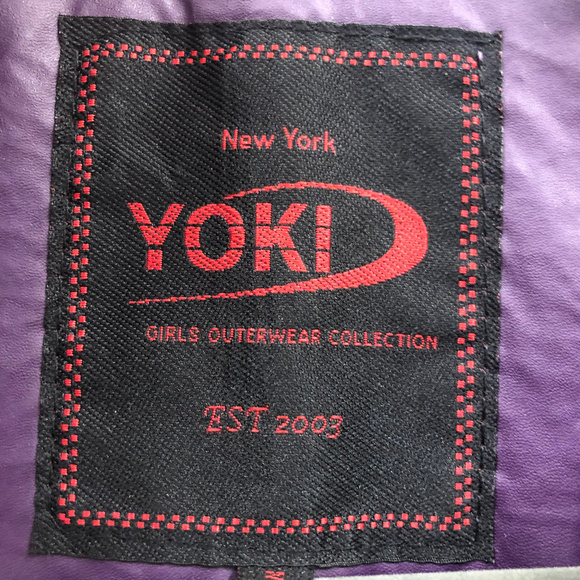 New York
YOKI
GIRLS OUTERWEAR COLLECTION
EST 2003